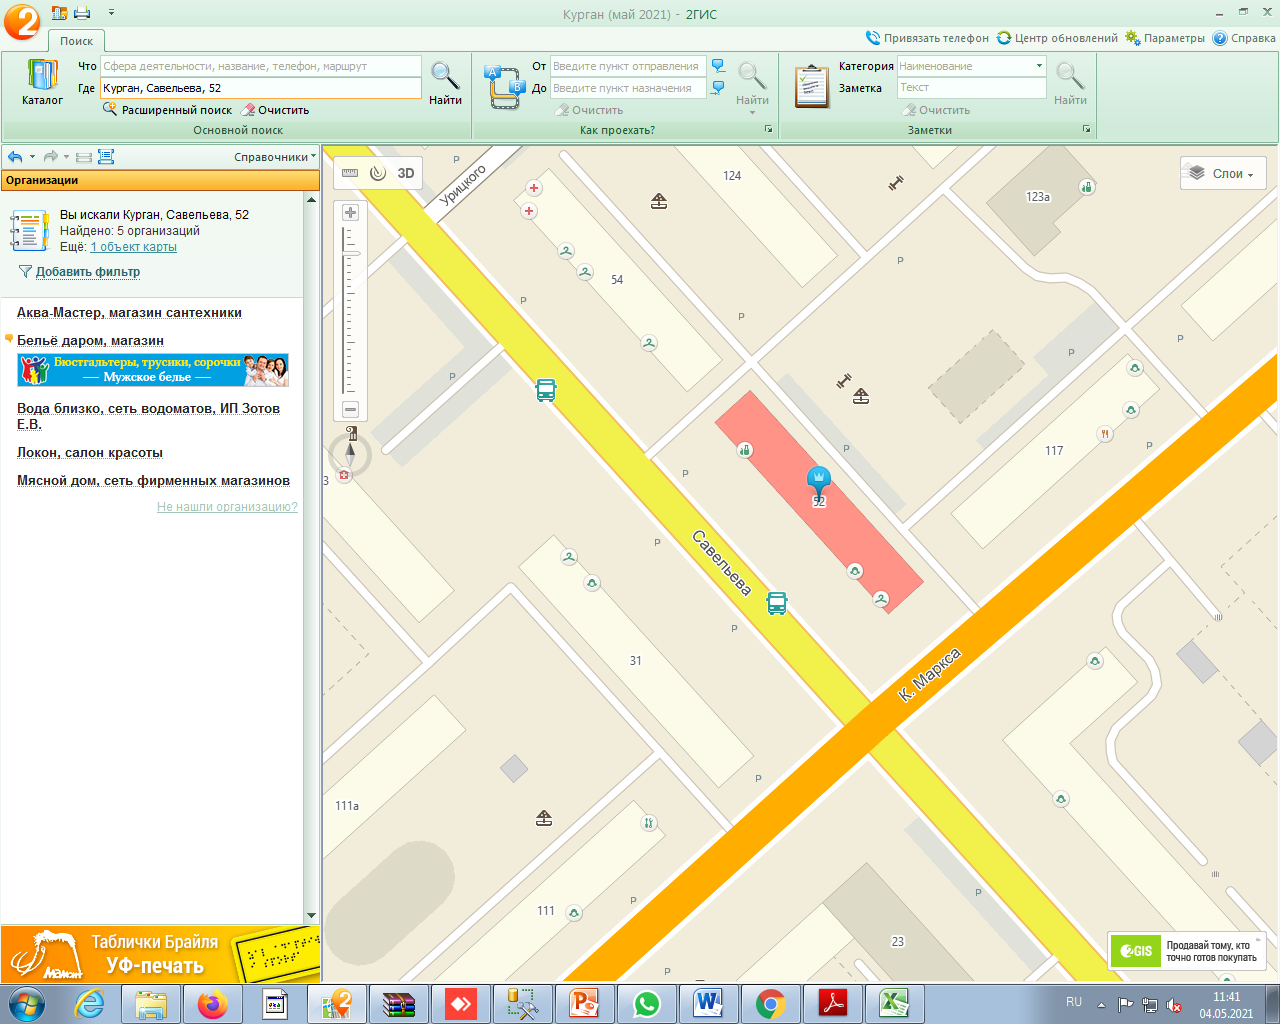 Курган (май 2021) - 2ГИС
Поиск
Привязать телефон
Центр обновлений
Параметры
Справка
Каталог
Что
Сфера деятельности, название, телефон, маршрут
Где
Курган, Савельева, 52
Расширенный поиск
Очистить
Найти
Основной поиск
От
Введите пункт отправления
До
Введите пункт назначения
Очистить
Найти
Как проехать?
Категория
Наименование
Заметка
Текст
Очистить
Найти
Заметки
Справочники
Организации
Вы искали Курган, Савельева, 52
Найдено: 5 организаций
Ещё: 1 объект карты
Добавить фильтр
Аква-Мастер, магазин сантехники
Бельё даром, магазин
Бюстгальтеры, трусики, сорочки
— Мужское белье —
Вода близко, сеть водоматов, ИП Зотов
Е.В.
Локон, салон красоты
Мясной дом, сеть фирменных магазинов
Не нашли организацию?
Таблички Брайля
УФ-печать
Мамонт
3D
Слои
Урицкого
124
123а
54
117
52
3
Савельева
31
К. Маркса
111а
111
23
2GIS
Продавай тому, кто
точно готов покупать
RU
11:41
04.05.2021